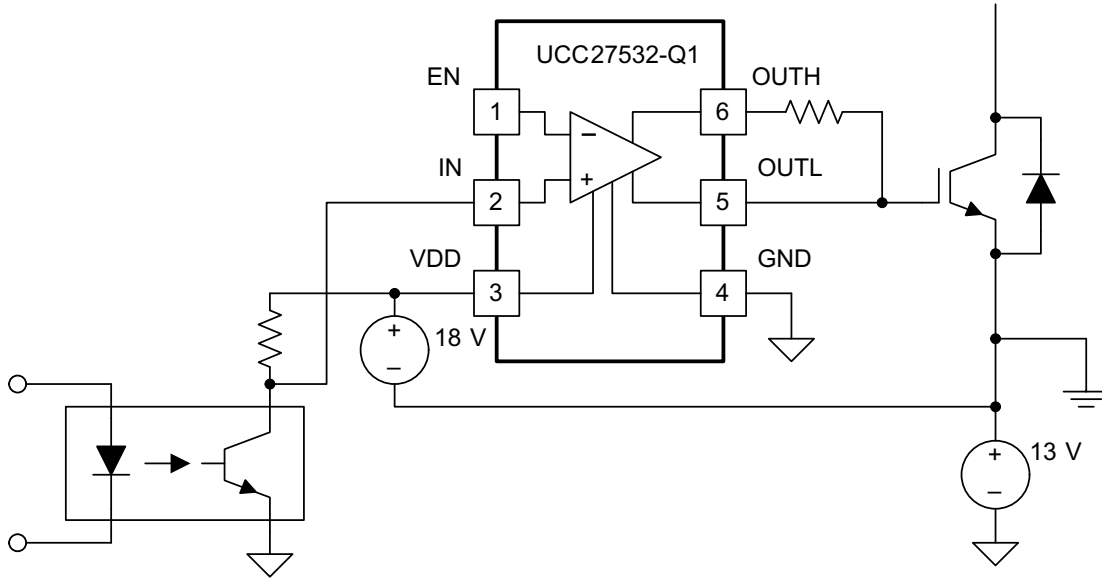 UCC27532-Q1
EN
OUTH
1
6
IN
OUTL
2
5
VDD
GND
3
4
18 V
13 V